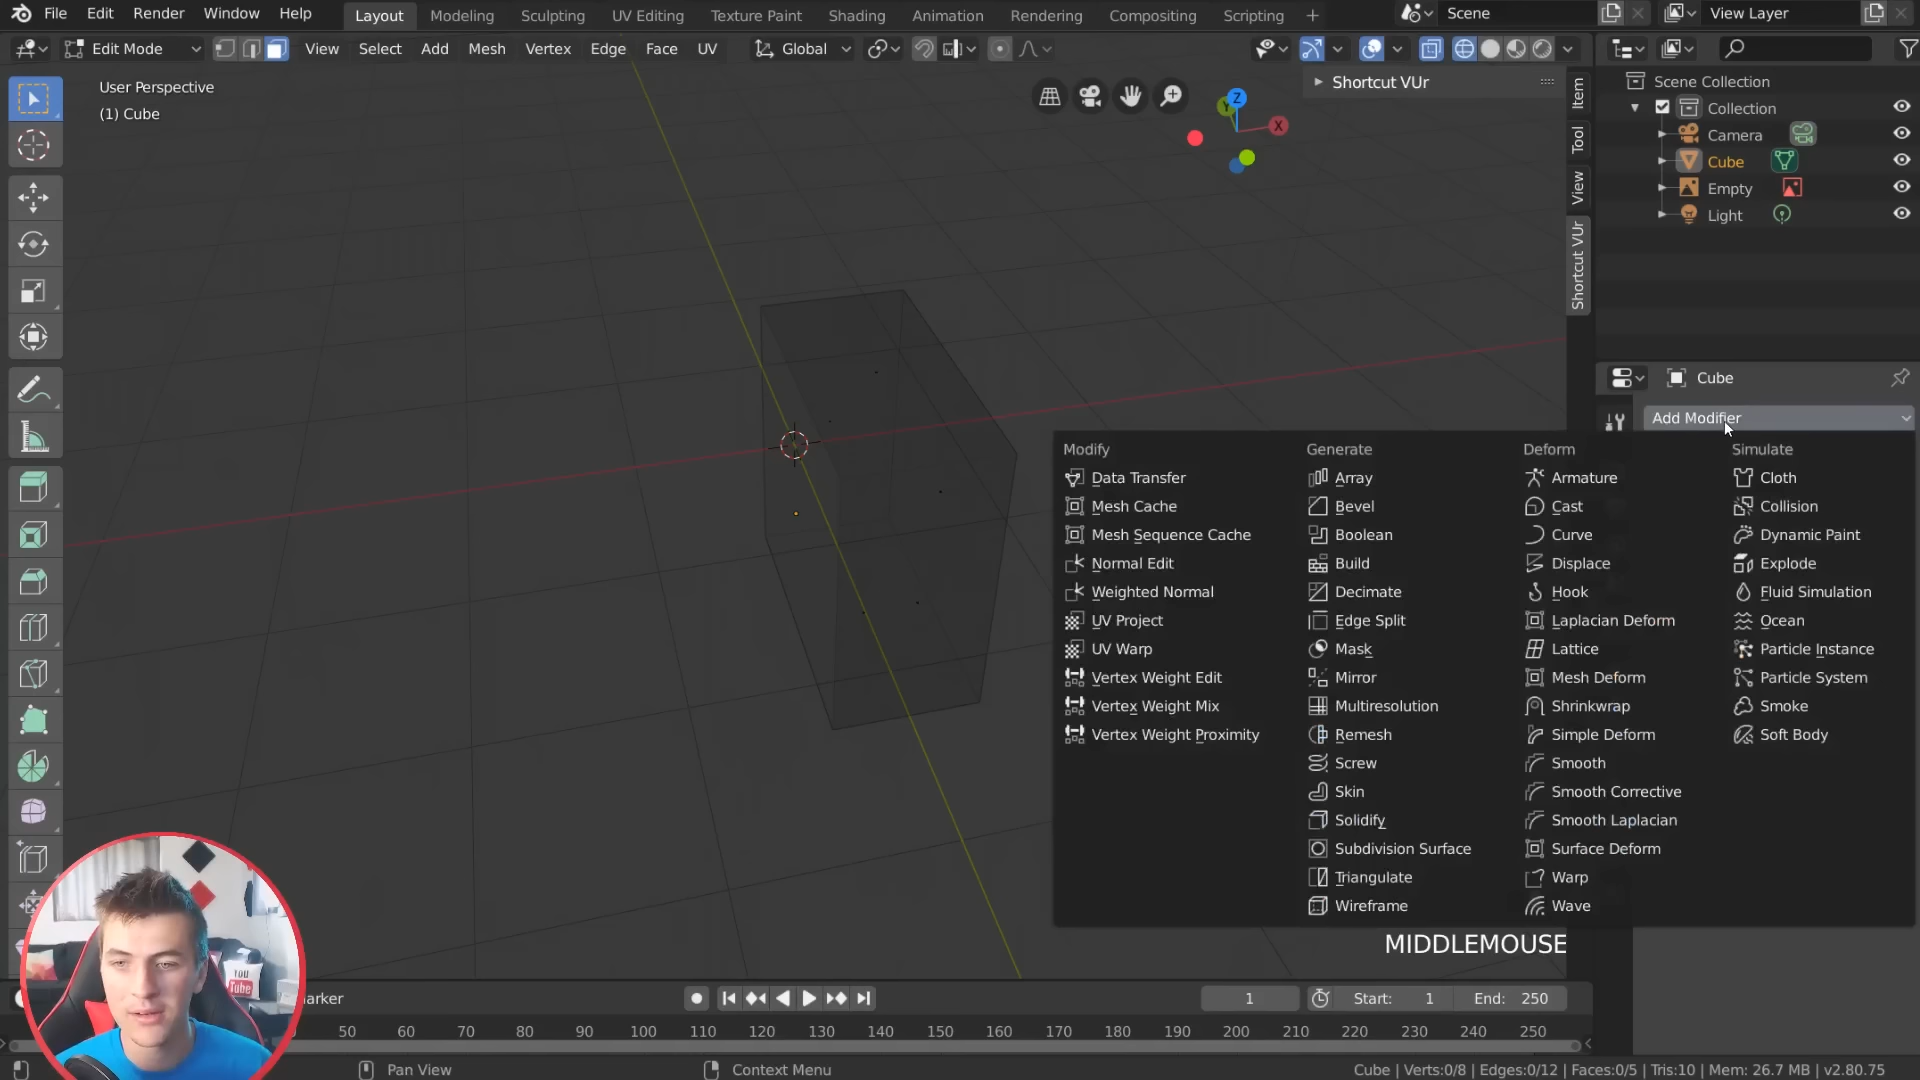 File Edit Render Window Help Layout Modeling Sculpting UV Editing Texture Paint Shading Animation Rendering Compositing Scripting + Scene View Layer
Edit Mode View Select Add Mesh Vertex Edge Face UV Global
User Perspective
(1) Cube
Z
Y
X
Shortcut VUr
Item
Tool
View
Shortcut VUr
Scene Collection
Collection
Camera
Cube
Empty
Light
Cube
Add Modifier
Modify
Data Transfer
Mesh Cache
Mesh Sequence Cache
Normal Edit
Weighted Normal
UV Project
UV Warp
Vertex Weight Edit
Vertex Weight Mix
Vertex Weight Proximity
Generate
Array
Bevel
Boolean
Build
Decimate
Edge Split
Mask
Mirror
Multiresolution
Remesh
Screw
Skin
Solidify
Subdivision Surface
Triangulate
Wireframe
Deform
Armature
Cast
Curve
Displace
Hook
Laplacian Deform
Lattice
Mesh Deform
Shrinkwrap
Simple Deform
Smooth
Smooth Corrective
Smooth Laplacian
Surface Deform
Warp
Wave
Simulate
Cloth
Collision
Dynamic Paint
Explode
Fluid Simulation
Ocean
Particle Instance
Particle System
Smoke
Soft Body
MIDDLEMOUSE
You
Tube
arker 1 Start: 1 End: 250
50 60 70 80 90 100 110 120 130 140 150 160 170 180 190 200 210 220 230 240 250
Pan View Context Menu Cube | Verts:0/8 | Edges:0/12 | Faces:0/5 | Tris:10 | Mem: 26.7 MB | v2.80.75